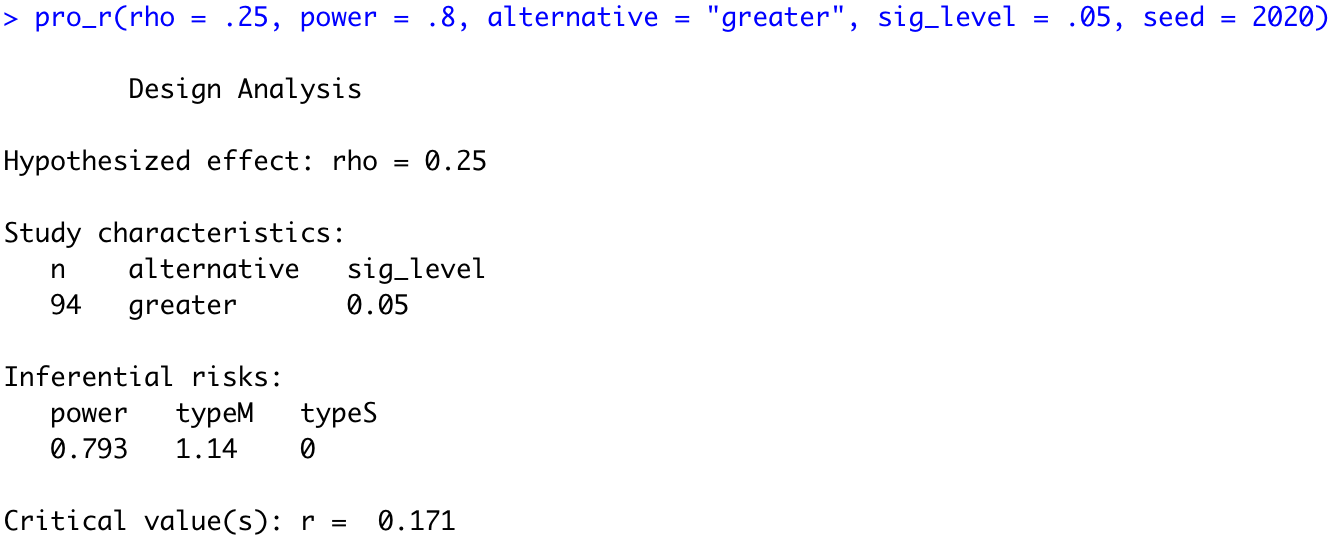 > pro_r(rho = .25, power = .8, alternative = "greater", sig_level = .05, seed = 2020)
Design Analysis
Hypothesized effect: rho = 0.25
Study characteristics:
n   alternative   sig_level
94   greater   0.05
Inferential risks:
power   typeM   typeS
0.793   1.14   0
Critical value(s): r =  0.171